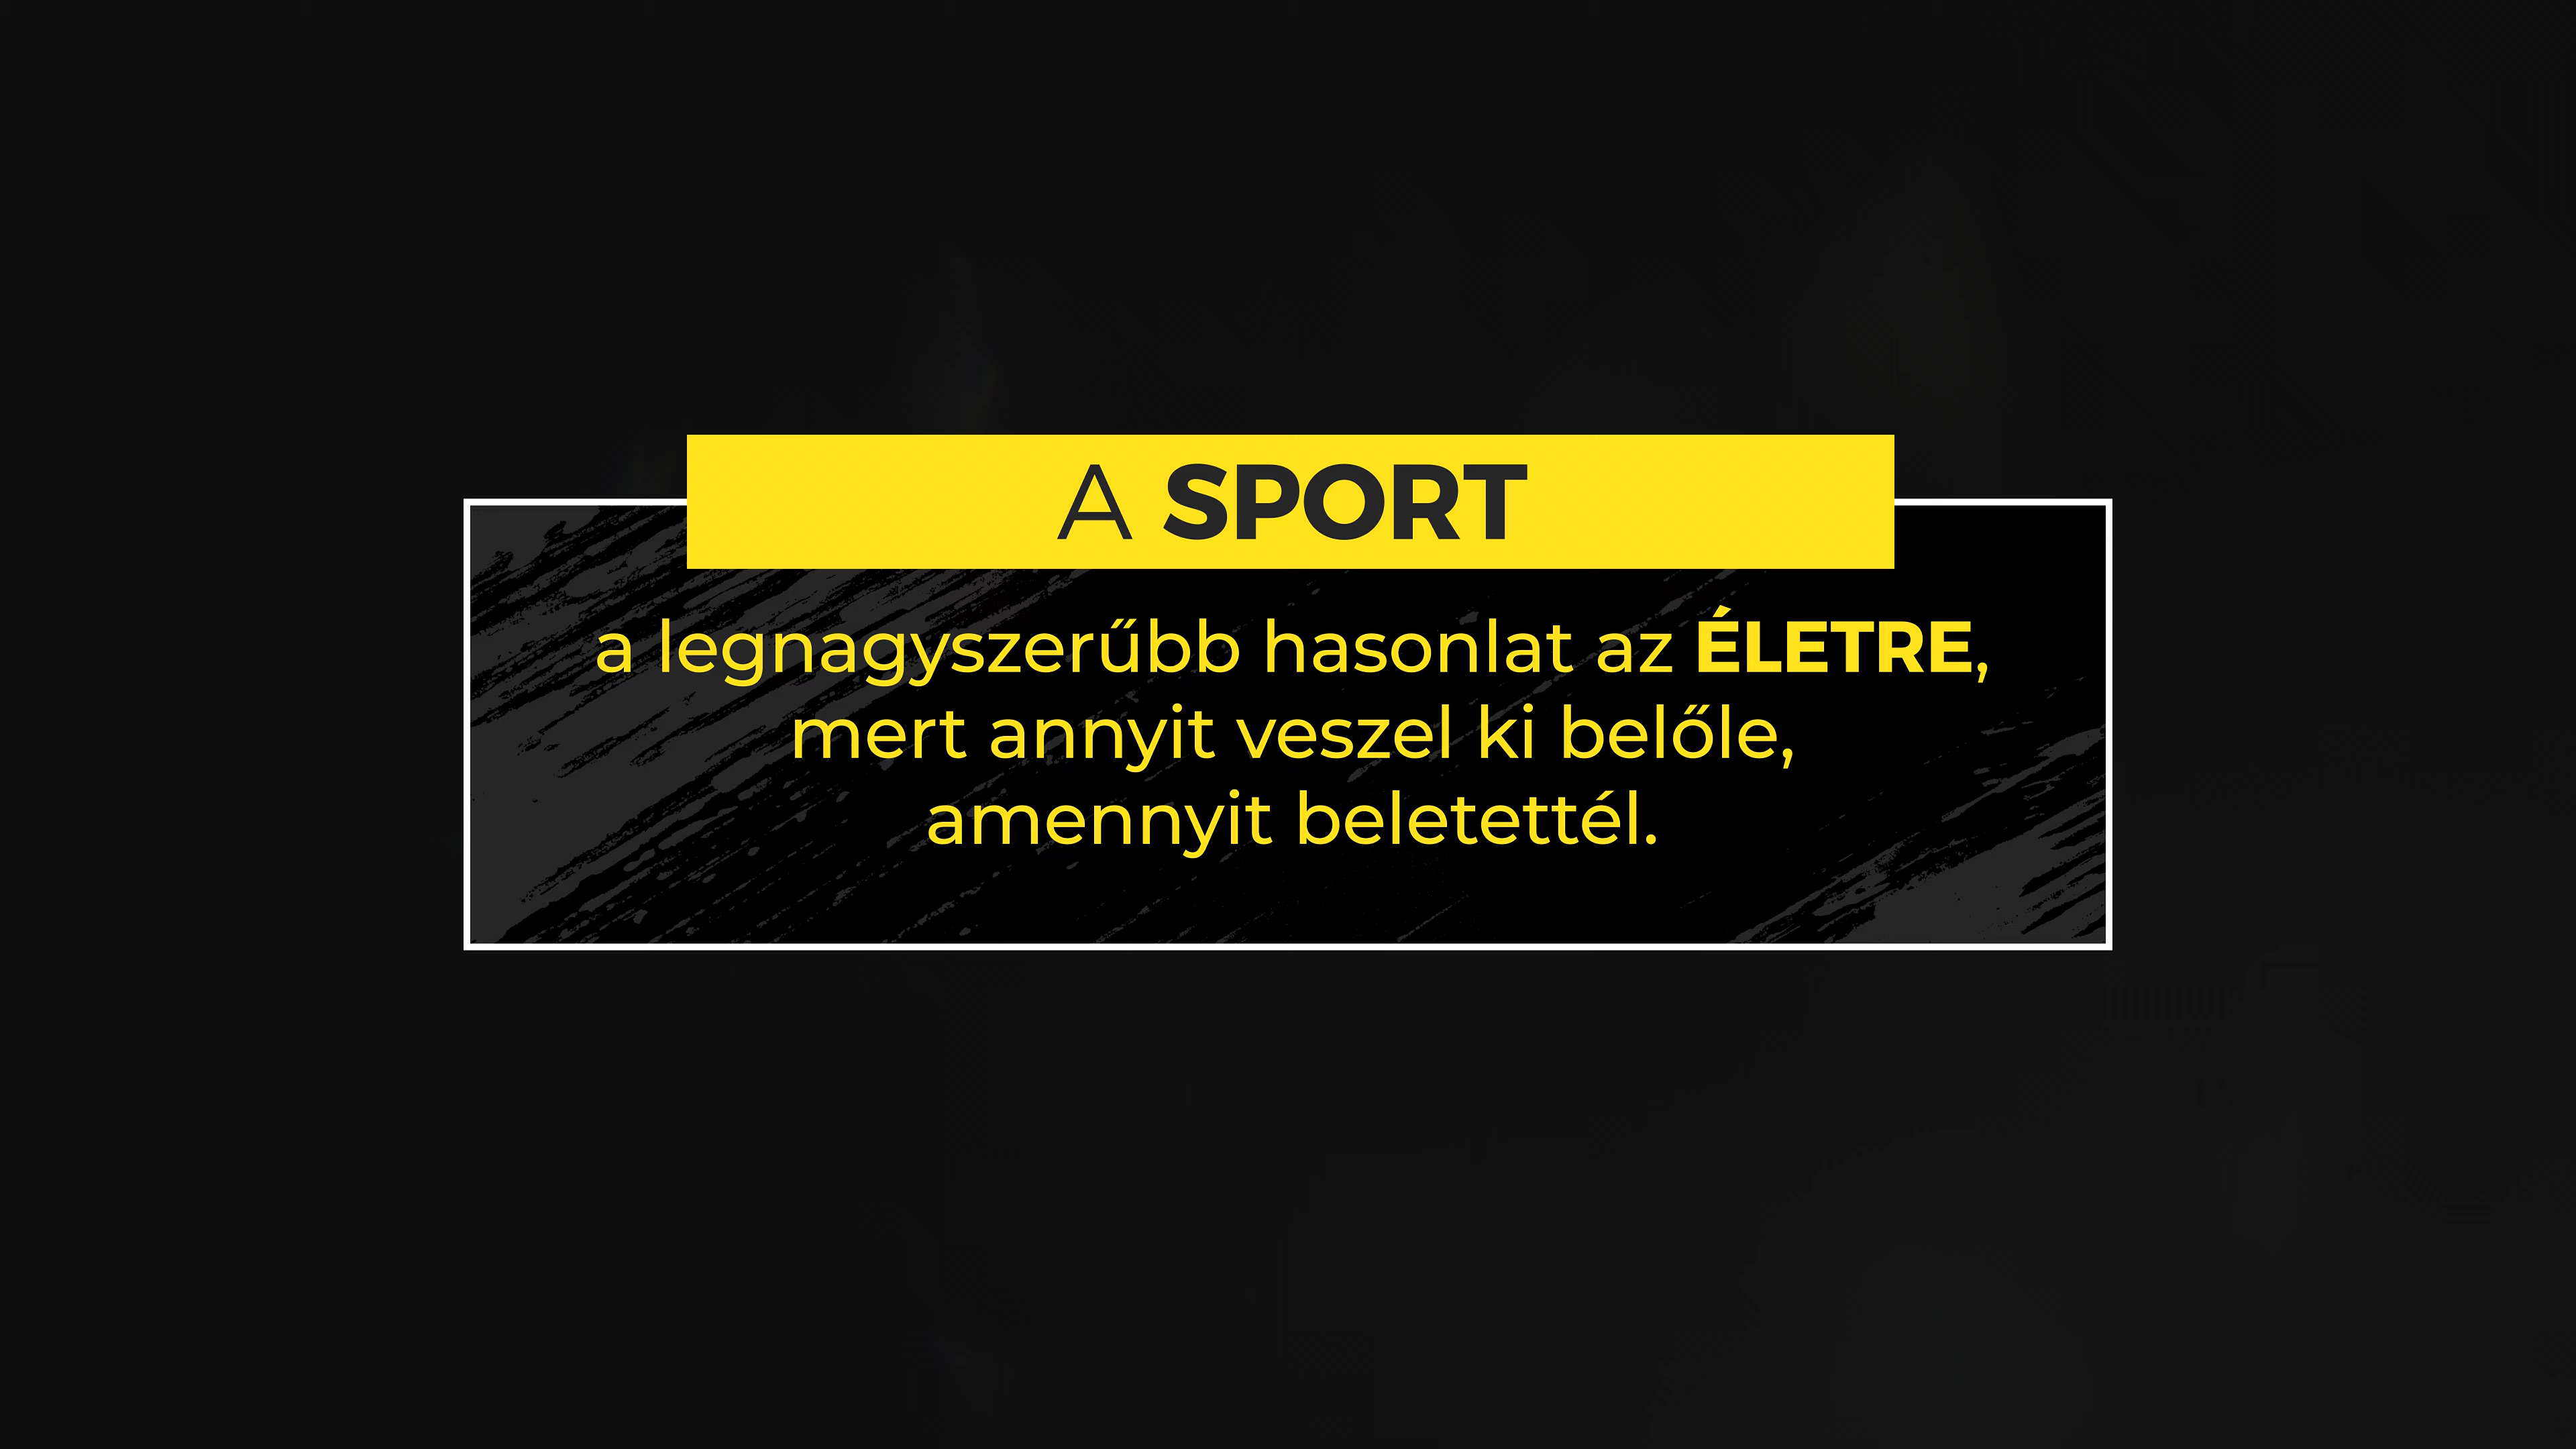 A SPORT
a legnagyszerűbb hasonlat az ÉLETRE,
mert annyit veszel ki belőle,
amennyit beletettél.